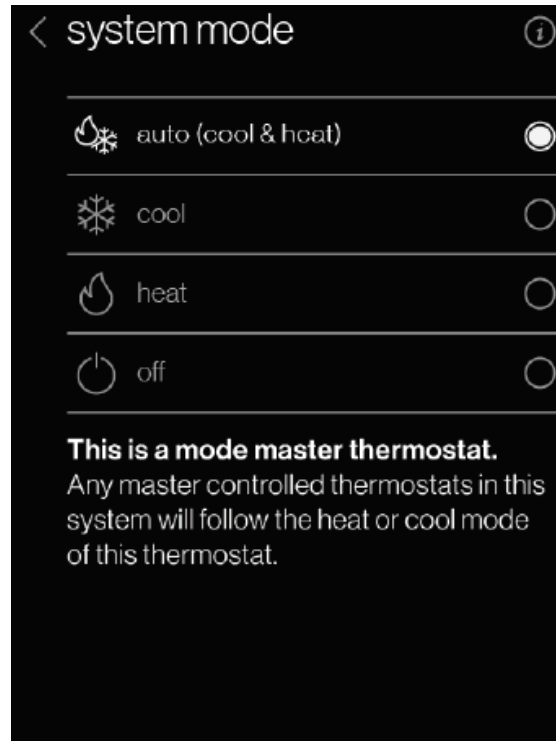 system mode
auto (cool & heat)
cool
heat
off
This is a mode master thermostat.
Any master controlled thermostats in this
system will follow the heat or cool mode
of this thermostat.